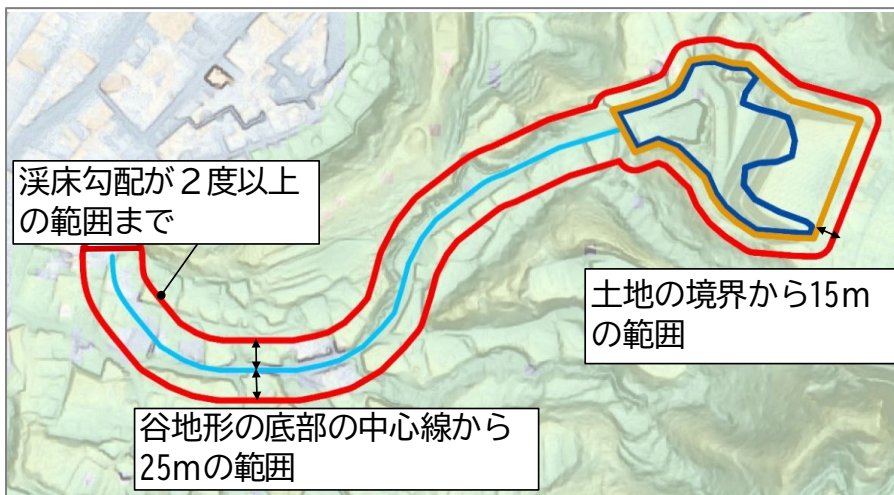 渓床勾配が２度以上
の範囲まで
土地の境界から15ｍ
の範囲
谷地形の底部の中心線から
25ｍの範囲